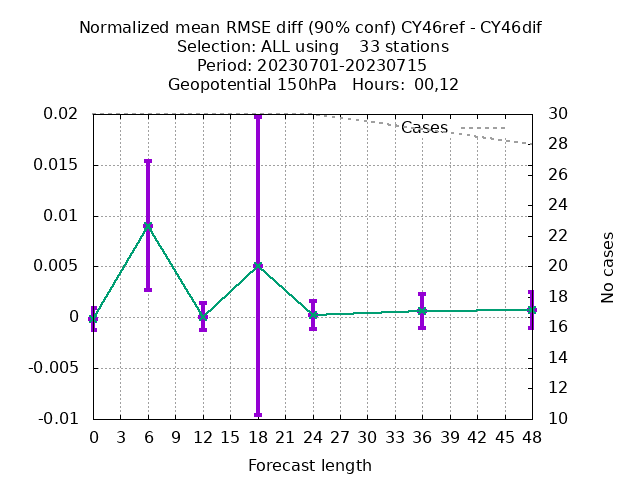 Normalized mean RMSE diff (90% conf) CY46ref - CY46dif
Selection: ALL using    33 stations
Period: 20230701-20230715
Geopotential 150hPa   Hours:  00,12
Cases
0.02
0.015
0.01
0.005
0
-0.005
-0.01
30
28
26
24
22
20
18
16
14
12
10
No cases
0 3 6 9 12 15 18 21 24 27 30 33 36 39 42 45 48
Forecast length